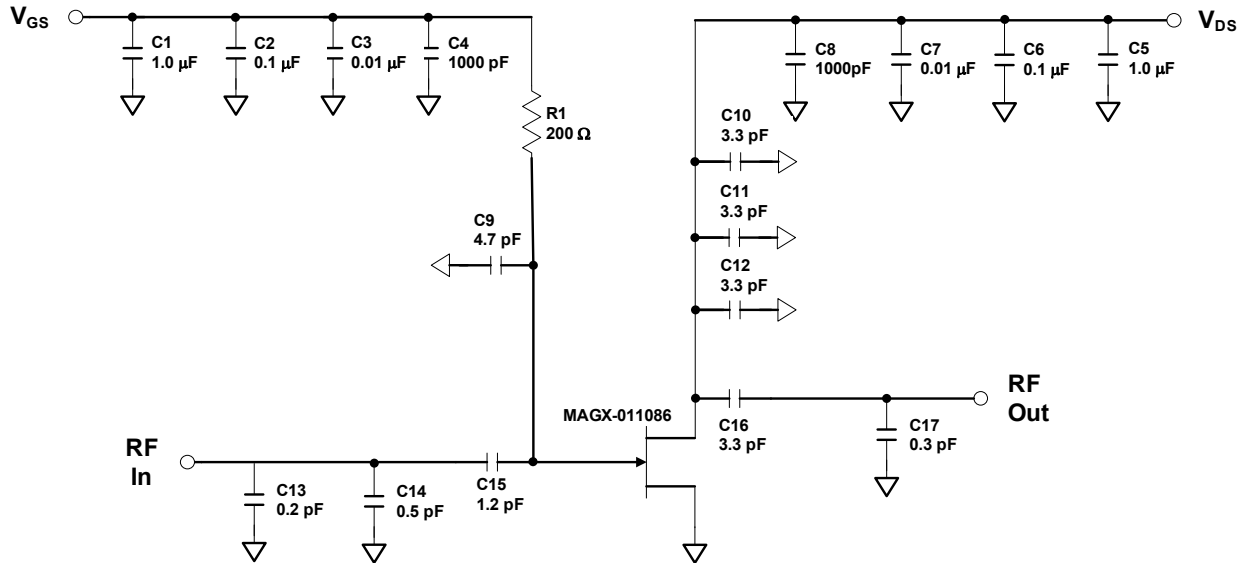 V_GS
C1
1.0 µF
C2
0.1 µF
C3
0.01 µF
C4
1000 pF
R1
200 Ω
C9
4.7 pF
C8
1000pF
C7
0.01 µF
C6
0.1 µF
C5
1.0 µF
V_DS
C10
3.3 pF
C11
3.3 pF
C12
3.3 pF
MAGX-011086
C16
3.3 pF
C17
0.3 pF
RF
Out
RF
In
C13
0.2 pF
C14
0.5 pF
C15
1.2 pF